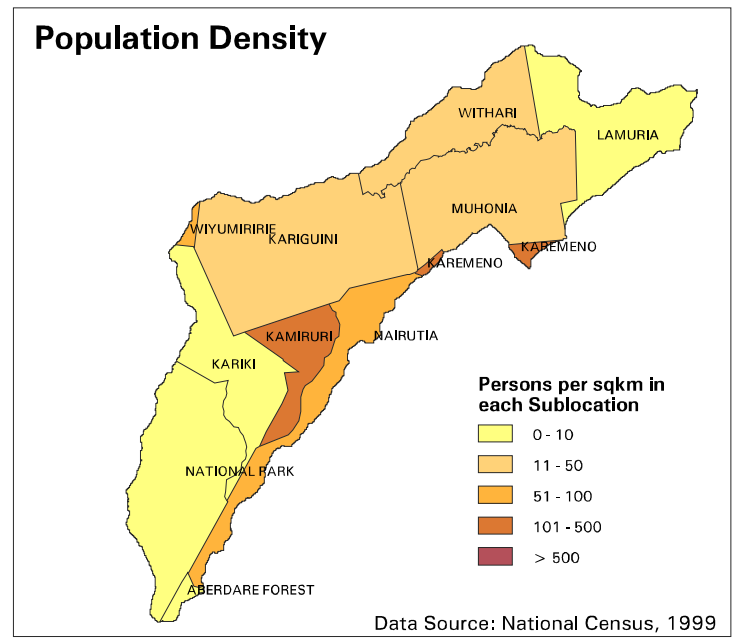 Population Density
WITHARI
LAMURIA
MUHONIA
WIYUMIRIRIE
KARIGUINI
KAREMENO
KAREMENO
KAMIRURI
NAIRUTIA
KARIKI
NATIONAL PARK
ABERDARE FOREST
Persons per sqkm in
each Sublocation
0 - 10
11 - 50
51 - 100
101 - 500
> 500
Data Source: National Census, 1999